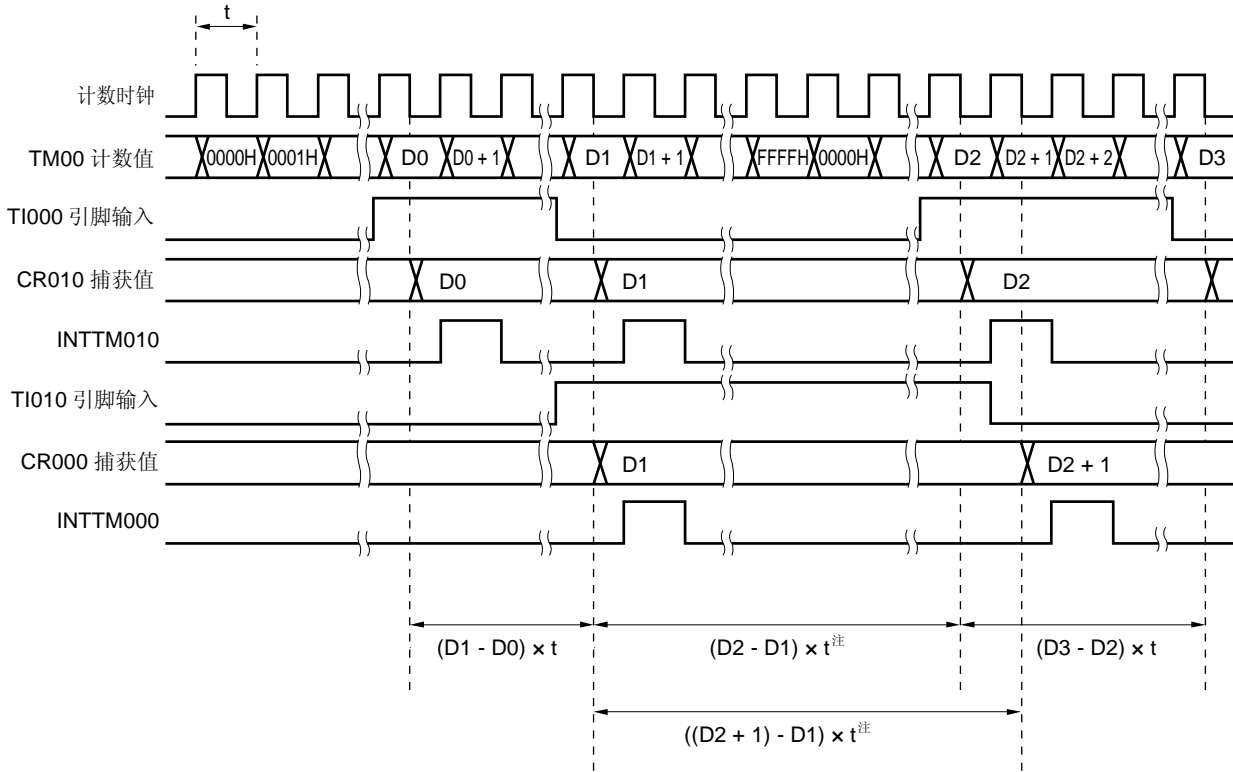 t
计数时钟
TM00 计数值
0000H 0001H D0 D0 + 1 D1 D1 + 1 FFFFH 0000H D2 D2 + 1 D2 + 2 D3
TI000 引脚输入
CR010 捕获值
D0 D1 D2
INTTM010
TI010 引脚输入
CR000 捕获值
D1 D2 + 1
INTTM000
(D1 - D0) × t (D2 - D1) × t注 (D3 - D2) × t
((D2 + 1) - D1) × t注